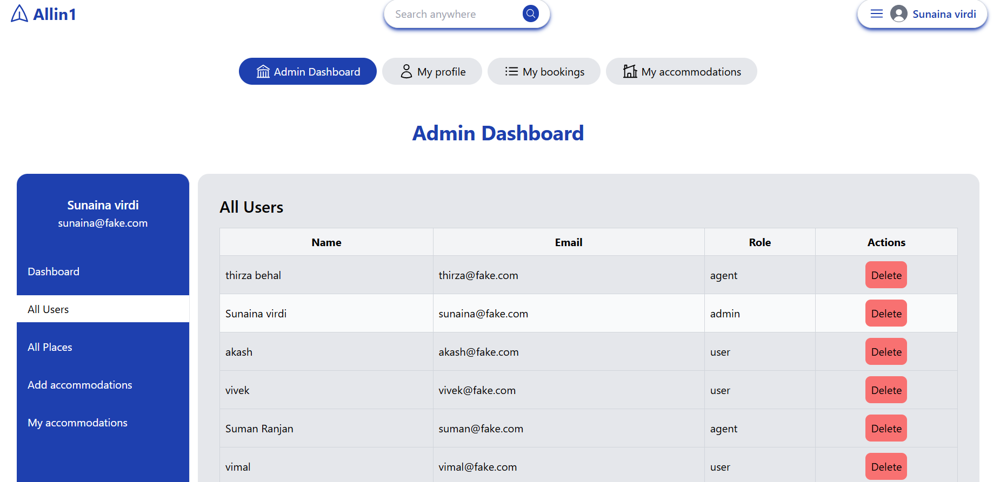 Allin1
Search anywhere
Sunaina virdi
Admin Dashboard
My profile
My bookings
My accommodations
Admin Dashboard
Sunaina virdi
sunaina@fake.com
Dashboard
All Users
All Places
Add accommodations
My accommodations
All Users
Name Email Role Actions
thirza behal thirza@fake.com agent Delete
Sunaina virdi sunaina@fake.com admin Delete
akash akash@fake.com user Delete
vivek vivek@fake.com user Delete
Suman Ranjan suman@fake.com agent Delete
vimal vimal@fake.com user Delete